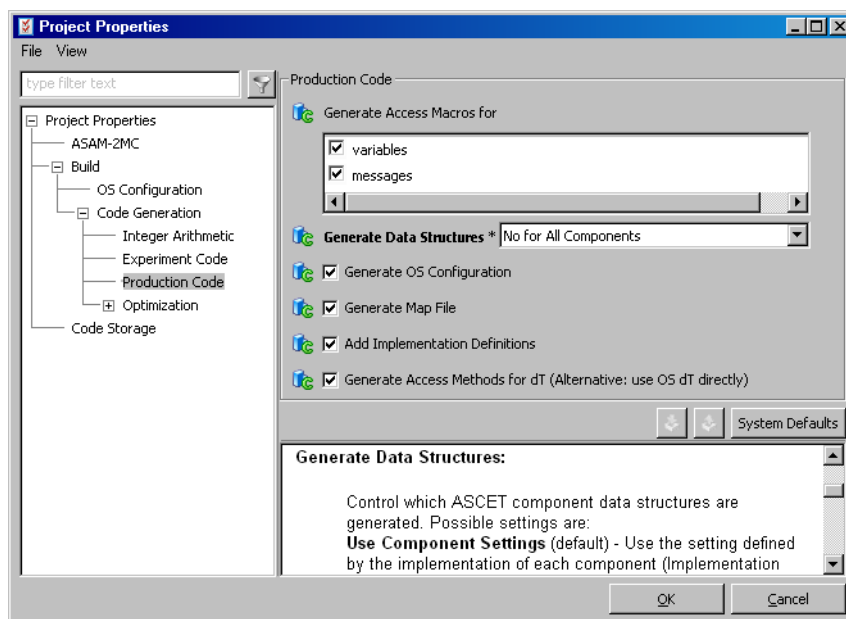 Project Properties
File View
type filter text
Project Properties
ASAM-2MC
Build
OS Configuration
Code Generation
Integer Arithmetic
Experiment Code
Production Code
Optimization
Code Storage
Production Code
Generate Access Macros for
variables
messages
Generate Data Structures * No for All Components
Generate OS Configuration
Generate Map File
Add Implementation Definitions
Generate Access Methods for dT (Alternative: use OS dT directly)
System Defaults
Generate Data Structures:
Control which ASCET component data structures are
generated. Possible settings are:
Use Component Settings (default) - Use the setting defined
by the implementation of each component (Implementation
OK Cancel